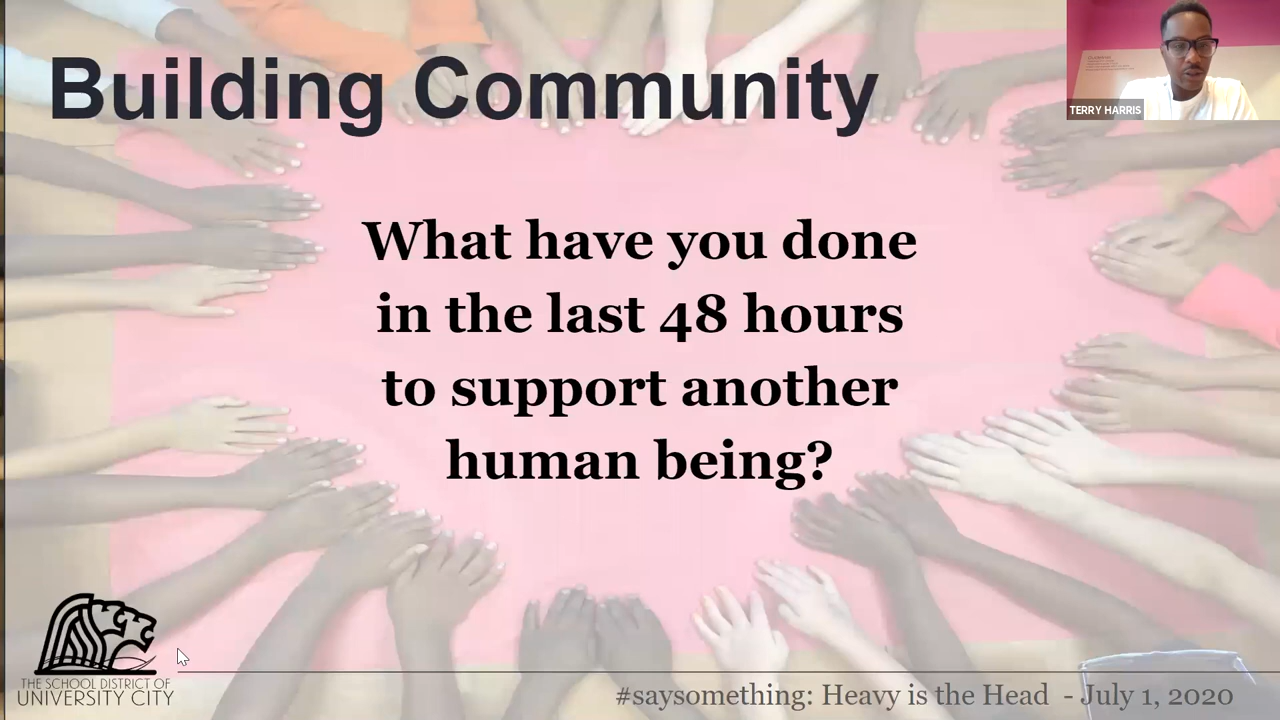 Building Community
TERRY HARRIS
What have you done
in the last 48 hours
to support another
human being?
THE SCHOOL DISTRICT OF
UNIVERSITY CITY
#saysomething: Heavy is the Head - July 1, 2020